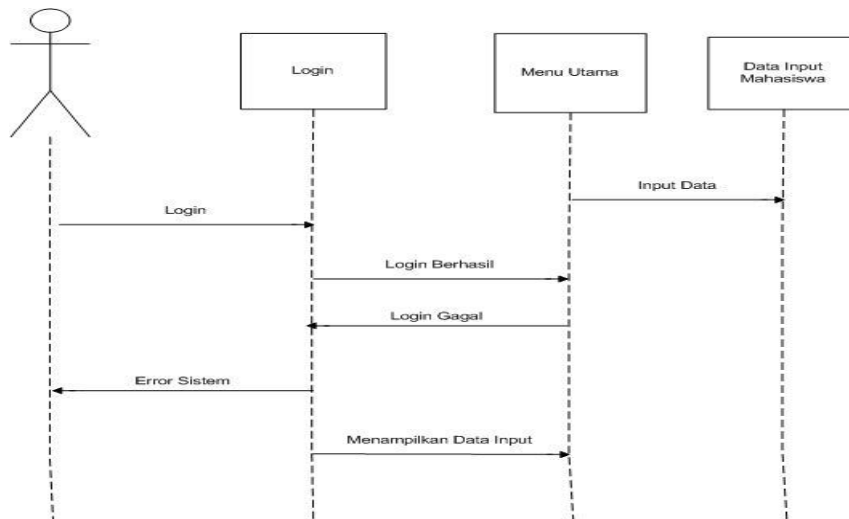 Login
Menu Utama
Data Input
Mahasiswa
Input Data
Login
Login Berhasil
Login Gagal
Error Sistem
Menampilkan Data Input